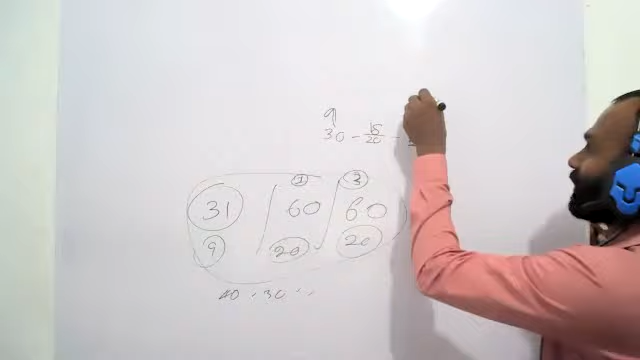 9
30 - 15/20 -
① ③
31 | 60 / 60
9 20 20
40 . 30 ..